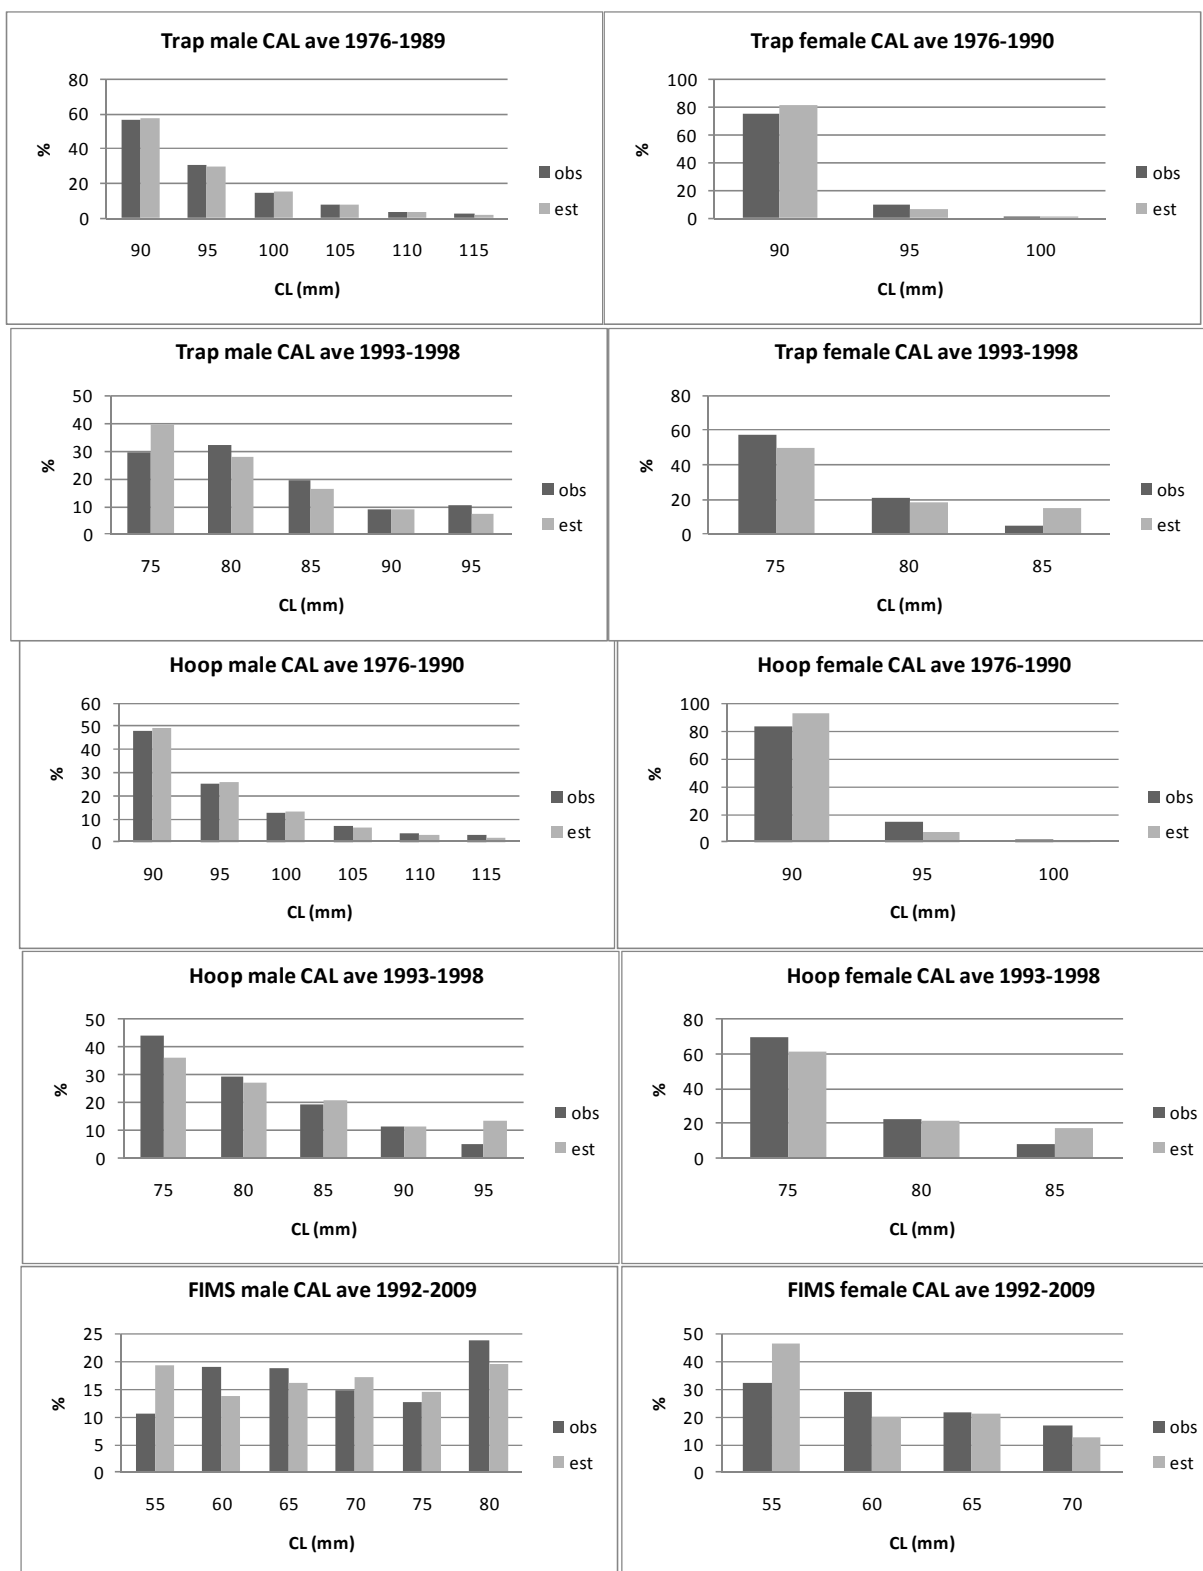 Trap male CAL ave 1976-1989
80
60
40
20
0
%
90 95 100 105 110 115
CL (mm)
obs
est
Trap female CAL ave 1976-1990
100
80
60
40
20
0
%
90 95 100
CL (mm)
obs
est
Trap male CAL ave 1993-1998
50
40
30
20
10
0
%
75 80 85 90 95
CL (mm)
obs
est
Trap female CAL ave 1993-1998
80
60
40
20
0
%
75 80 85
CL (mm)
obs
est
Hoop male CAL ave 1976-1990
60
50
40
30
20
10
0
%
90 95 100 105 110 115
CL (mm)
obs
est
Hoop female CAL ave 1976-1990
100
80
60
40
20
0
%
90 95 100
CL (mm)
obs
est
Hoop male CAL ave 1993-1998
50
40
30
20
10
0
%
75 80 85 90 95
CL (mm)
obs
est
Hoop female CAL ave 1993-1998
80
60
40
20
0
%
75 80 85
CL (mm)
obs
est
FIMS male CAL ave 1992-2009
25
20
15
10
5
0
%
55 60 65 70 75 80
CL (mm)
obs
est
FIMS female CAL ave 1992-2009
50
40
30
20
10
0
%
55 60 65 70
CL (mm)
obs
est